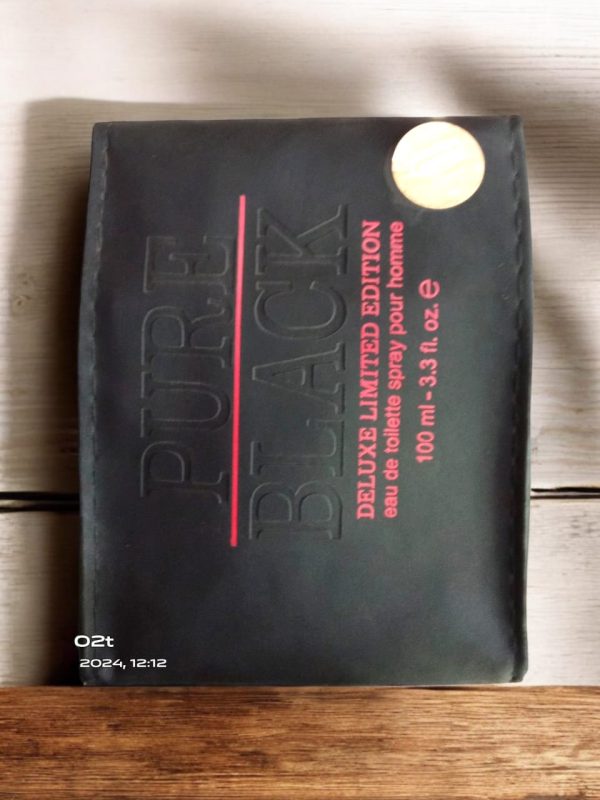 PURE
BLACK
DELUXE LIMITED EDITION
eau de toilette spray pour homme
100 ml - 3.3 fl. oz. e
O2t
2024, 12:12